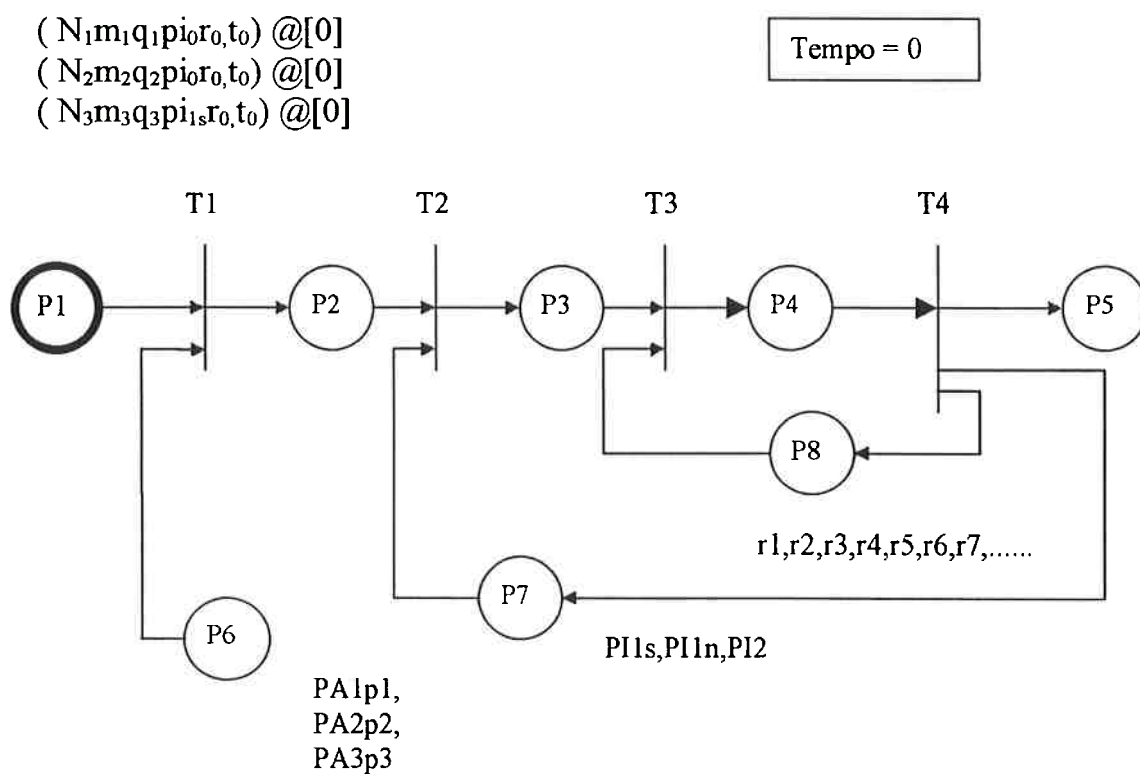 ( N₁m₁q₁pi₀r₀,t₀) @[0]
( N₂m₂q₂pi₀r₀,t₀) @[0]
( N₃m₃q₃pi₁ₛr₀,t₀) @[0]
Tempo = 0
T1
T2
T3
T4
P1
P2
P3
P4
P5
P8
r1,r2,r3,r4,r5,r6,r7,......
P7
P6
PI1s,PI1n,PI2
PA1p1,
PA2p2,
PA3p3